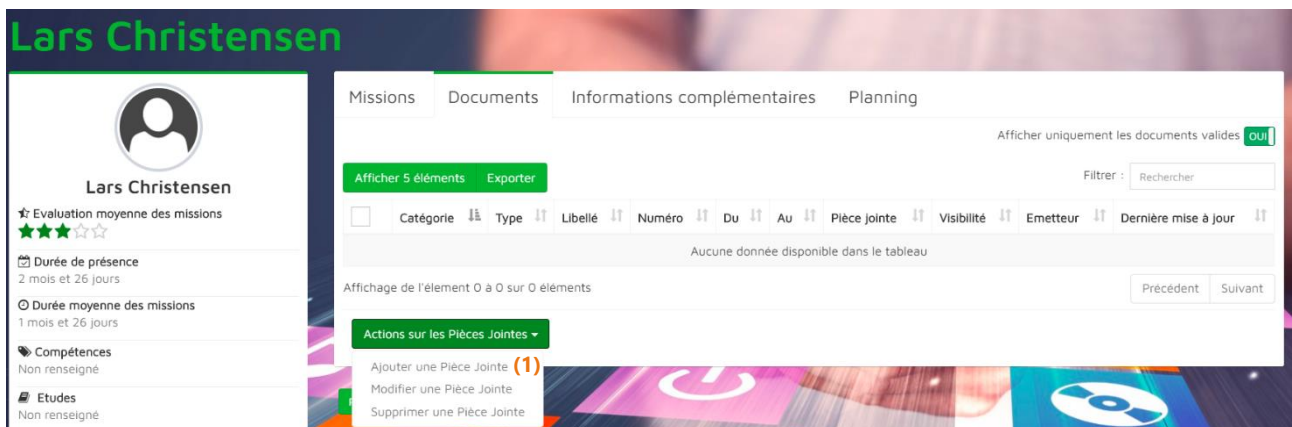 Lars Christensen
Lars Christensen
Evaluation moyenne des missions
Durée de présence
2 mois et 26 jours
Durée moyenne des missions
1 mois et 26 jours
Compétences
Non renseigné
Etudes
Non renseigné
Missions Documents Informations complémentaires Planning
Afficher uniquement les documents valides OUI
Afficher 5 éléments Exporter Filtrer : Rechercher
Catégorie Type Libellé Numéro Du Au Pièce jointe Visibilité Emetteur Dernière mise à jour
Aucune donnée disponible dans le tableau
Affichage de l'élement 0 à 0 sur 0 éléments Précédent Suivant
Actions sur les Pièces Jointes
Ajouter une Pièce Jointe (1)
Modifier une Pièce Jointe
Supprimer une Pièce Jointe